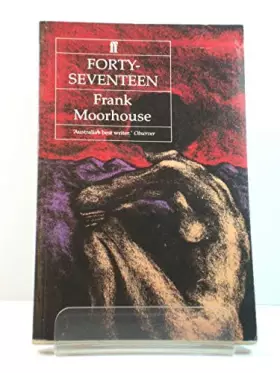 ff
FORTY-
SEVENTEEN
Frank
Moorhouse
'Australia's best writer.' Observer